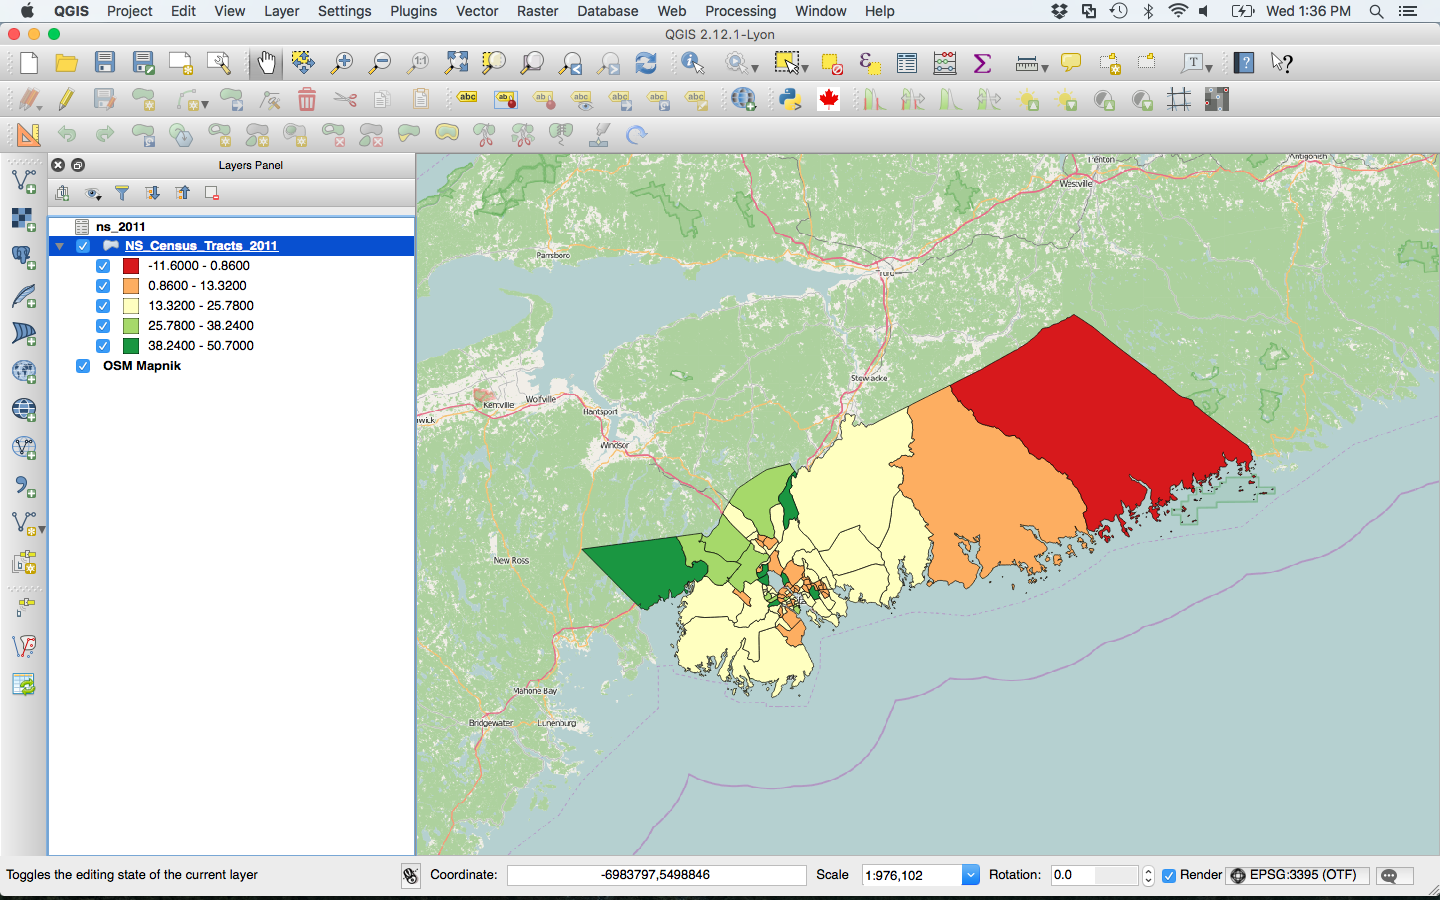 QGIS Project Edit View Layer Settings Plugins Vector Raster Database Web Processing Window Help Wed 1:36 PM
QGIS 2.12.1-Lyon
Layers Panel
ns_2011
NS_Census_Tracts_2011
-11.6000 - 0.8600
0.8600 - 13.3200
13.3200 - 25.7800
25.7800 - 38.2400
38.2400 - 50.7000
OSM Mapnik
Trenton
Antigonish
Westville
Parrsboro
Truro
Stewiacke
Kentville
Wolfville
Hantsport
wick
Windsor
New Ross
Mahone Bay
Bridgewater
Lunenburg
Toggles the editing state of the current layer
Coordinate: -6983797,5498846 Scale 1:976,102 Rotation: 0.0 Render EPSG:3395 (OTF)